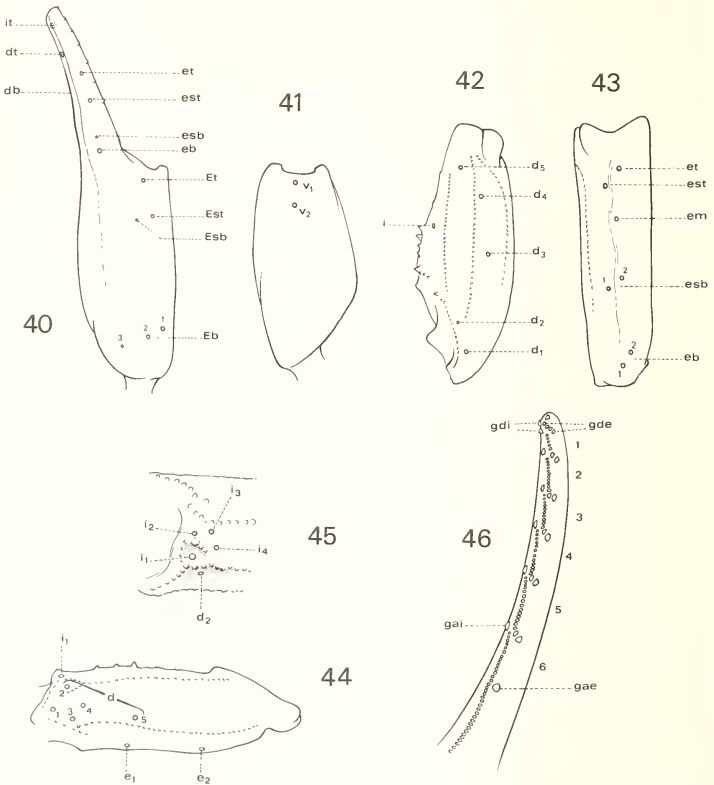 it
dt
db
et
est
esb
eb
Et
Est
Esb
1
2
3
Eb
40
41
v1
v2
42
d5
d4
i
d3
d2
d1
43
et
est
em
2
1
esb
2
eb
1
45
i3
i2
i4
i1
d2
44
i1
2
d
1
3
4
5
e1
e2
46
gdi
gde
1
2
3
4
5
gai
6
gae